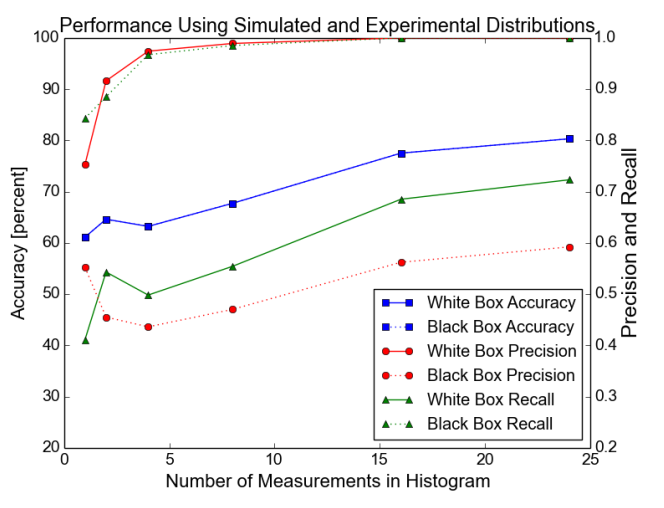 Performance Using Simulated and Experimental Distributions
100
90
80
70
60
50
40
30
20
Accuracy [percent]
1.0
0.9
0.8
0.7
0.6
0.5
0.4
0.3
0.2
Precision and Recall
White Box Accuracy
Black Box Accuracy
White Box Precision
Black Box Precision
White Box Recall
Black Box Recall
0 5 10 15 20 25
Number of Measurements in Histogram